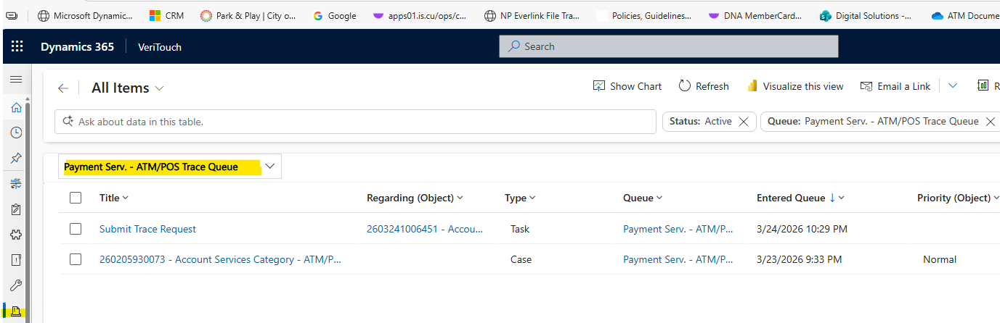 Microsoft Dynamic... CRM Park & Play | City o... Google apps01.is.cu/ops/c... NP Everlink File Tra... Policies, Guidelines... DNA MemberCard... Digital Solutions -... ATM Docume
Dynamics 365 VeriTouch Search
All Items Show Chart Refresh Visualize this view Email a Link R
Ask about data in this table. Status: Active Queue: Payment Serv. - ATM/POS Trace Queue
Payment Serv. - ATM/POS Trace Queue
Title Regarding (Object) Type Queue Entered Queue Priority (Object)
Submit Trace Request 2603241006451 - Accou... Task Payment Serv. - ATM/P... 3/24/2026 10:29 PM
260205930073 - Account Services Category - ATM/P... Case Payment Serv. - ATM/P... 3/23/2026 9:33 PM Normal